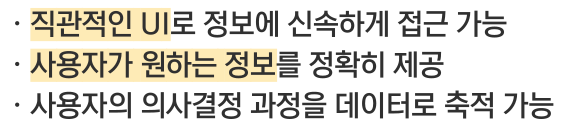 · 직관적인 UI로 정보에 신속하게 접근 가능
· 사용자가 원하는 정보를 정확히 제공
· 사용자의 의사결정 과정을 데이터로 축적 가능